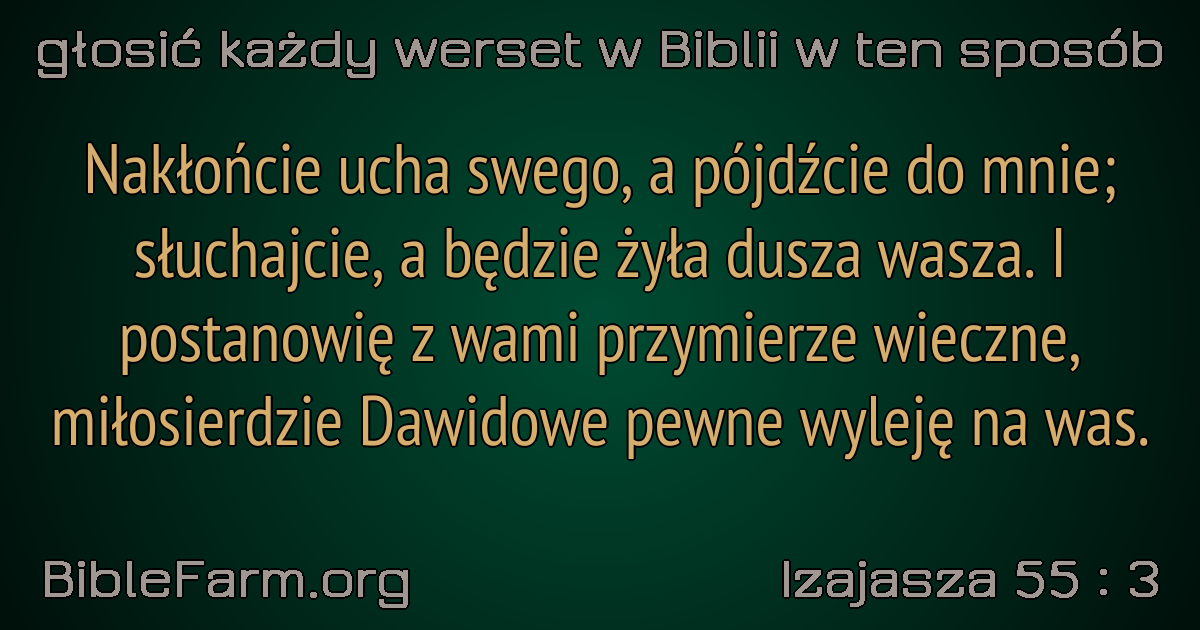 głosić każdy werset w Biblii w ten sposób
Nakłońcie ucha swego, a pójdźcie do mnie;
słuchajcie, a będzie żyła dusza wasza. I
postanowię z wami przymierze wieczne,
miłosierdzie Dawidowe pewne wyleję na was.
BibleFarm.org
Izajasza 55 : 3